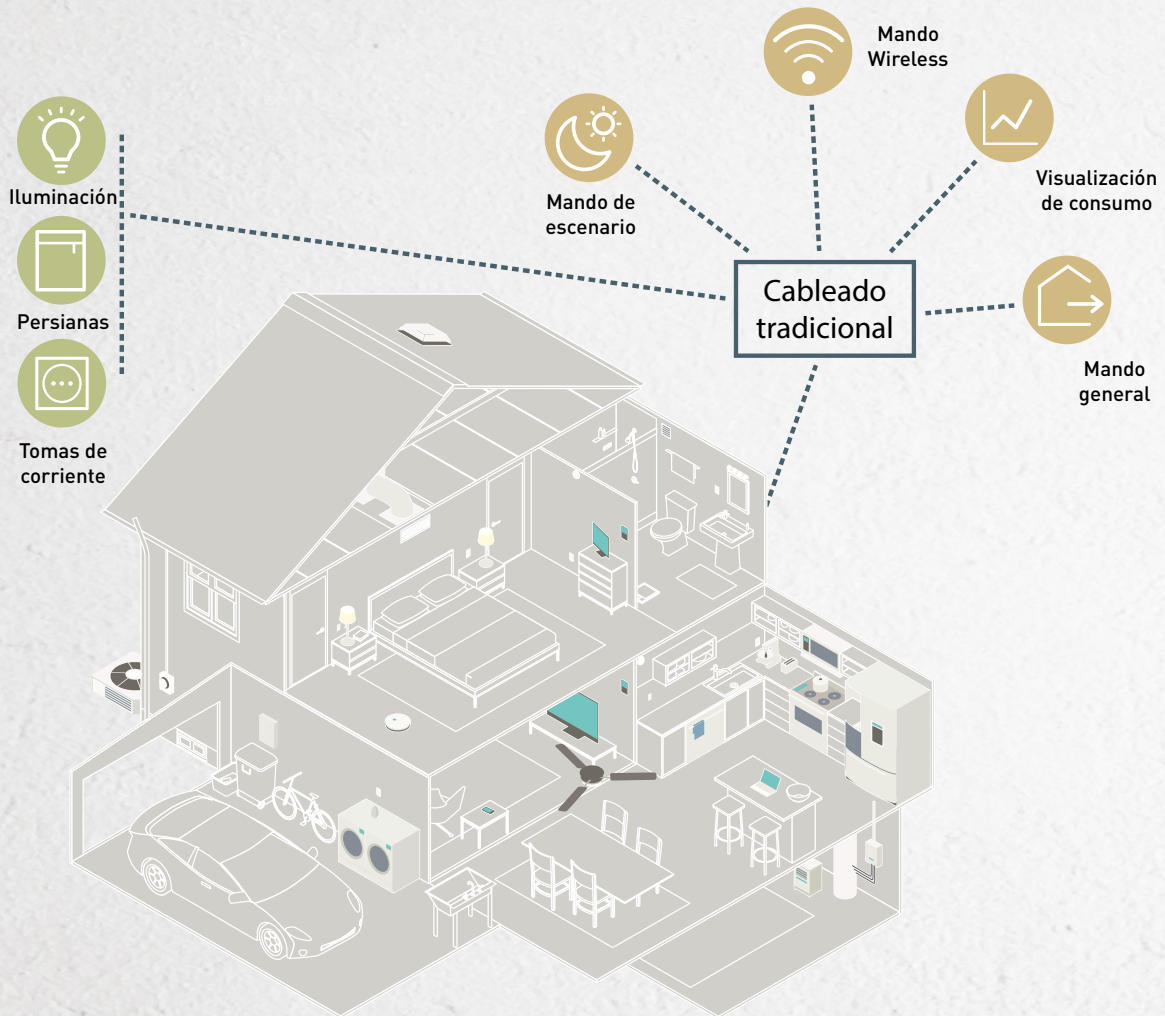 Mando
Wireless
Iluminación
Persianas
Tomas de
corriente
Mando de
escenario
Visualización
de consumo
Cableado
tradicional
Mando
general